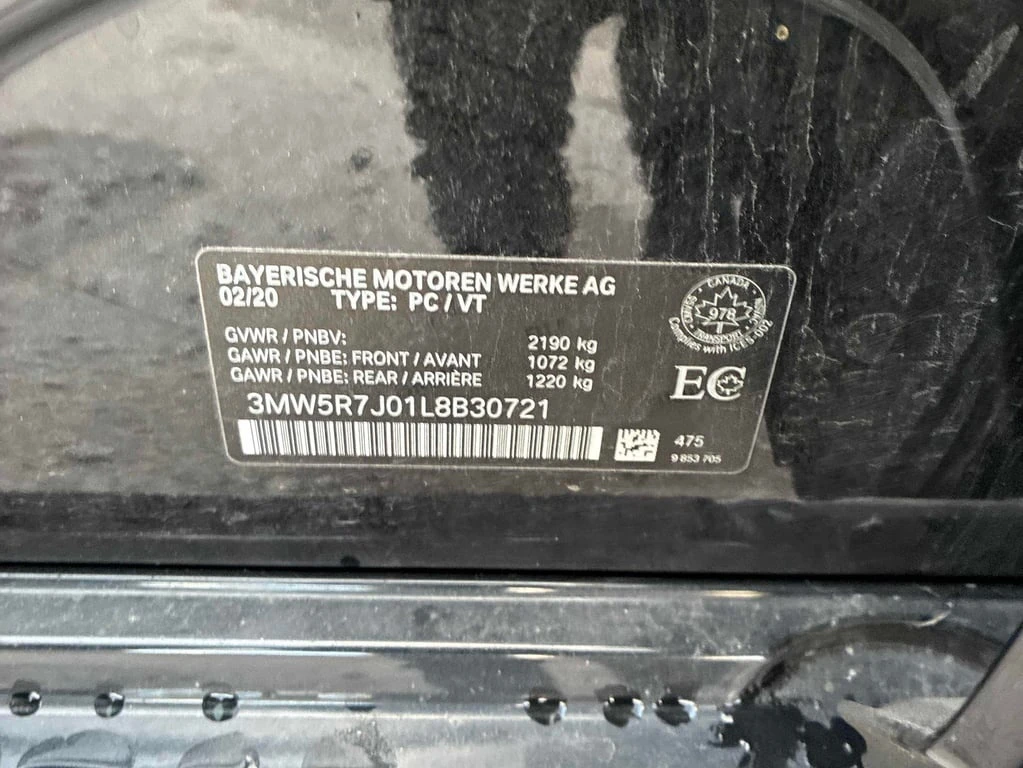 BAYERISCHE MOTOREN WERKE AG
02/20 TYPE: PC / VT
GVWR / PNBV: 2190 kg
GAWR / PNBE: FRONT / AVANT 1072 kg
GAWR / PNBE: REAR / ARRIÈRE 1220 kg
3MW5R7J01L8B30721
CANADA
978
TRANSPORT
Complies with ICES-002
EC
475
9 853 705